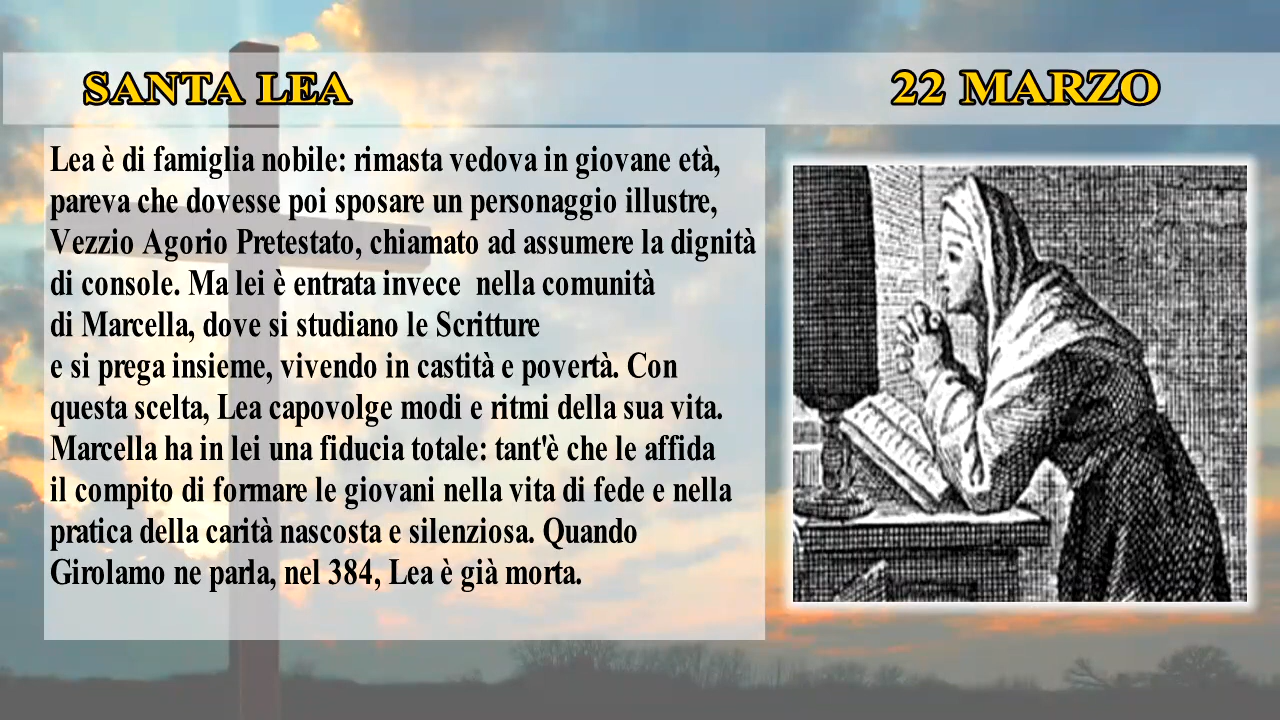 SANTA LEA
22 MARZO
Lea è di famiglia nobile: rimasta vedova in giovane età,
pareva che dovesse poi sposare un personaggio illustre,
Vezzio Agorio Pretestato, chiamato ad assumere la dignità
di console. Ma lei è entrata invece  nella comunità
di Marcella, dove si studiano le Scritture
e si prega insieme, vivendo in castità e povertà. Con
questa scelta, Lea capovolge modi e ritmi della sua vita.
Marcella ha in lei una fiducia totale: tant'è che le affida
il compito di formare le giovani nella vita di fede e nella
pratica della carità nascosta e silenziosa. Quando
Girolamo ne parla, nel 384, Lea è già morta.